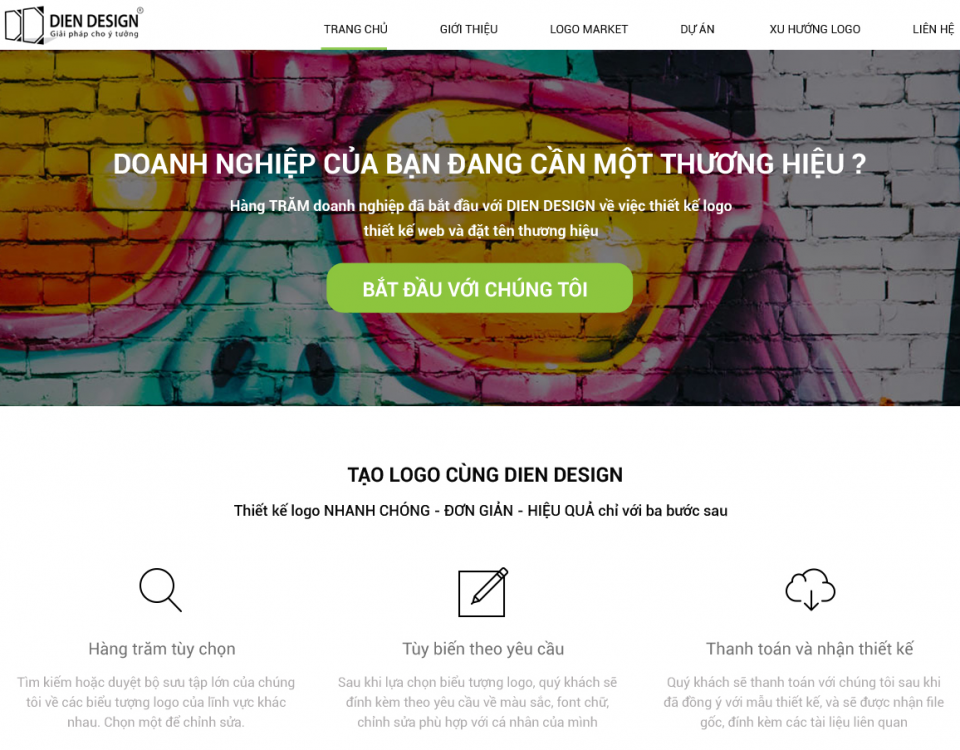 DIEN DESIGN®
Giải pháp cho ý tưởng
TRANG CHỦ GIỚI THIỆU LOGO MARKET DỰ ÁN XU HƯỚNG LOGO LIÊN HỆ
DOANH NGHIỆP CỦA BẠN ĐANG CẦN MỘT THƯƠNG HIỆU ?
Hàng TRĂM doanh nghiệp đã bắt đầu với DIEN DESIGN về việc thiết kế logo
thiết kế web và đặt tên thương hiệu
BẮT ĐẦU VỚI CHÚNG TÔI
TẠO LOGO CÙNG DIEN DESIGN
Thiết kế logo NHANH CHÓNG - ĐƠN GIẢN - HIỆU QUẢ chỉ với ba bước sau
Hàng trăm tùy chọn
Tìm kiếm hoặc duyệt bộ sưu tập lớn của chúng
tôi về các biểu tượng logo của lĩnh vực khác
nhau. Chọn một để chỉnh sửa.
Tùy biến theo yêu cầu
Sau khi lựa chọn biểu tượng logo, quý khách sẽ
đính kèm theo yêu cầu về màu sắc, font chữ,
chỉnh sửa phù hợp với cá nhân của mình
Thanh toán và nhận thiết kế
Quý khách sẽ thanh toán với chúng tôi sau khi
đã đồng ý với mẫu thiết kế, và sẽ được nhận file
gốc, đính kèm các tài liệu liên quan